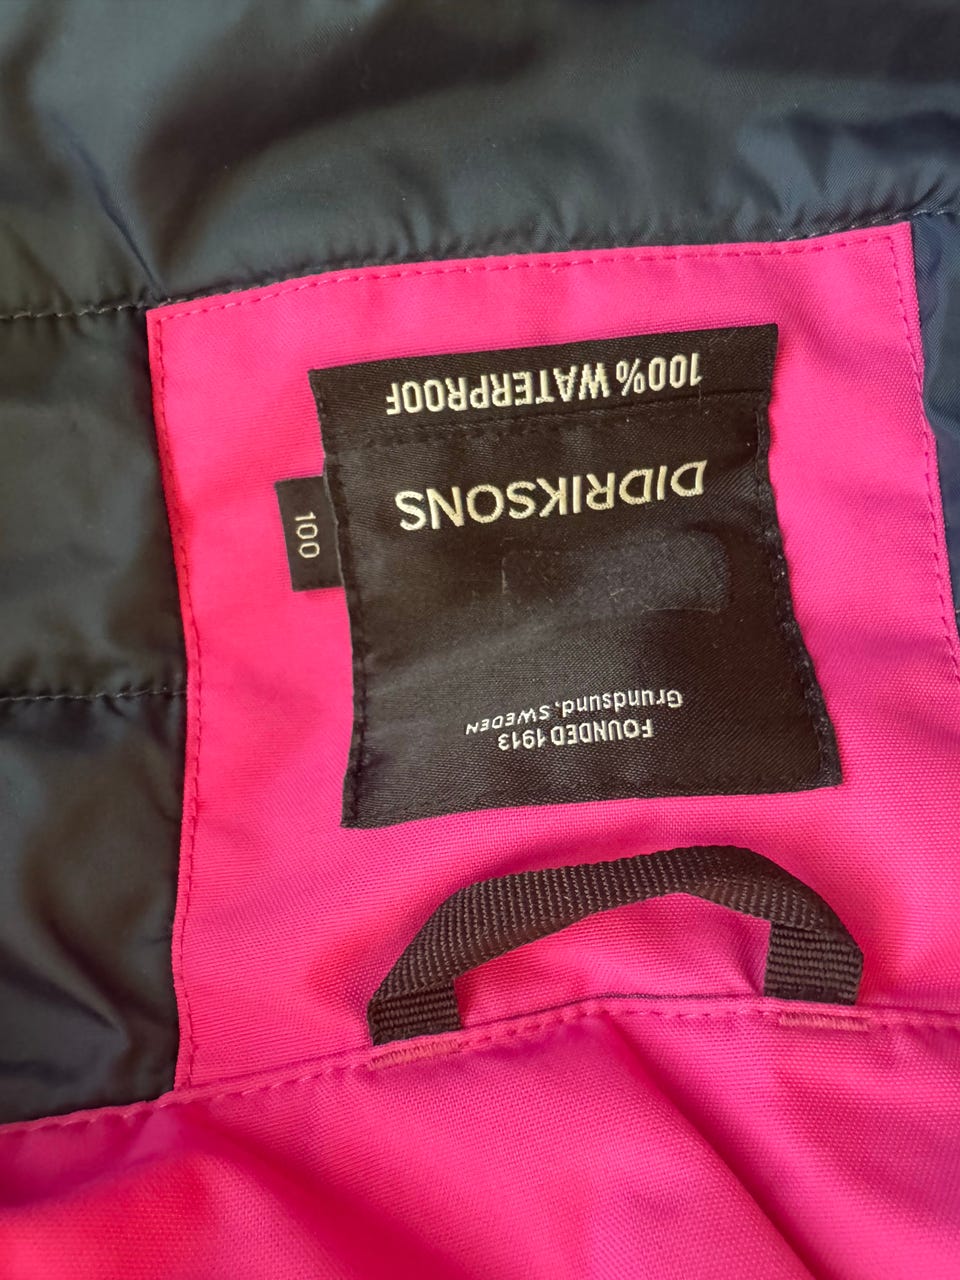 FOUNDED 1913
Grundsund, SWEDEN
DIDRIKSONS
100% WATERPROOF
100